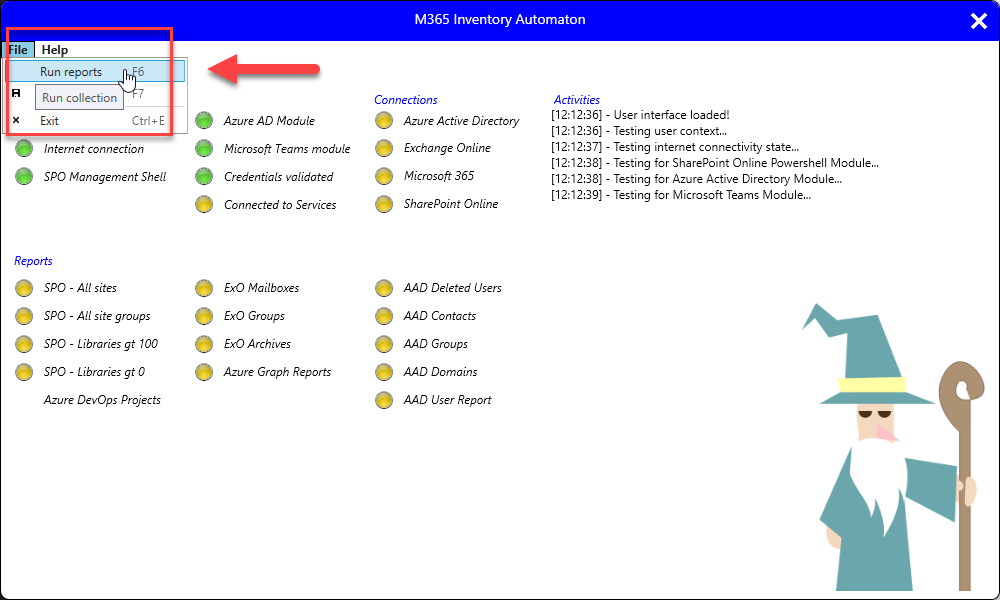 M365 Inventory Automaton
File Help
Run reports F6
F7
Run collection
Exit Ctrl+E
Internet connection
SPO Management Shell
Azure AD Module
Microsoft Teams module
Credentials validated
Connected to Services
Connections
Azure Active Directory
Exchange Online
Microsoft 365
SharePoint Online
Activities
[12:12:36] - User interface loaded!
[12:12:36] - Testing user context...
[12:12:37] - Testing internet connectivity state...
[12:12:38] - Testing for SharePoint Online Powershell Module...
[12:12:38] - Testing for Azure Active Directory Module...
[12:12:39] - Testing for Microsoft Teams Module...
Reports
SPO - All sites
SPO - All site groups
SPO - Libraries gt 100
SPO - Libraries gt 0
Azure DevOps Projects
ExO Mailboxes
ExO Groups
ExO Archives
Azure Graph Reports
AAD Deleted Users
AAD Contacts
AAD Groups
AAD Domains
AAD User Report